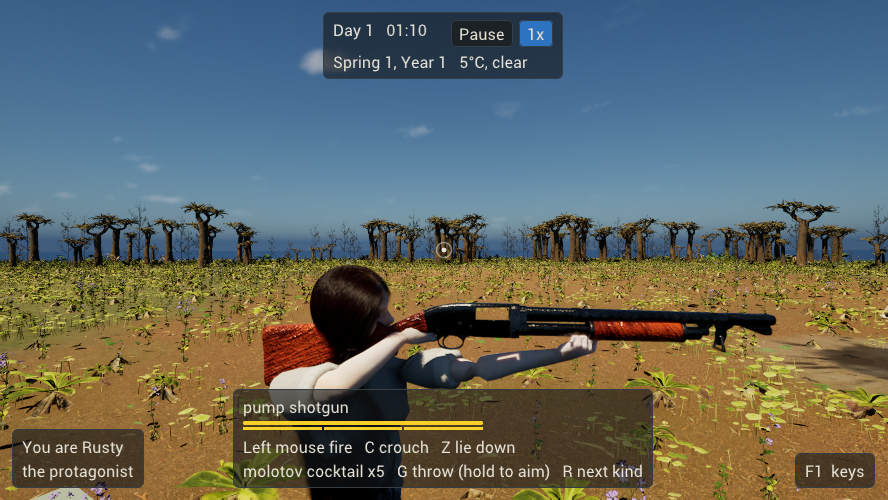 Day 1 01:10 Pause 1x
Spring 1, Year 1 5°C, clear
pump shotgun
Left mouse fire C crouch Z lie down
molotov cocktail x5 G throw (hold to aim) R next kind
You are Rusty
the protagonist
F1 keys